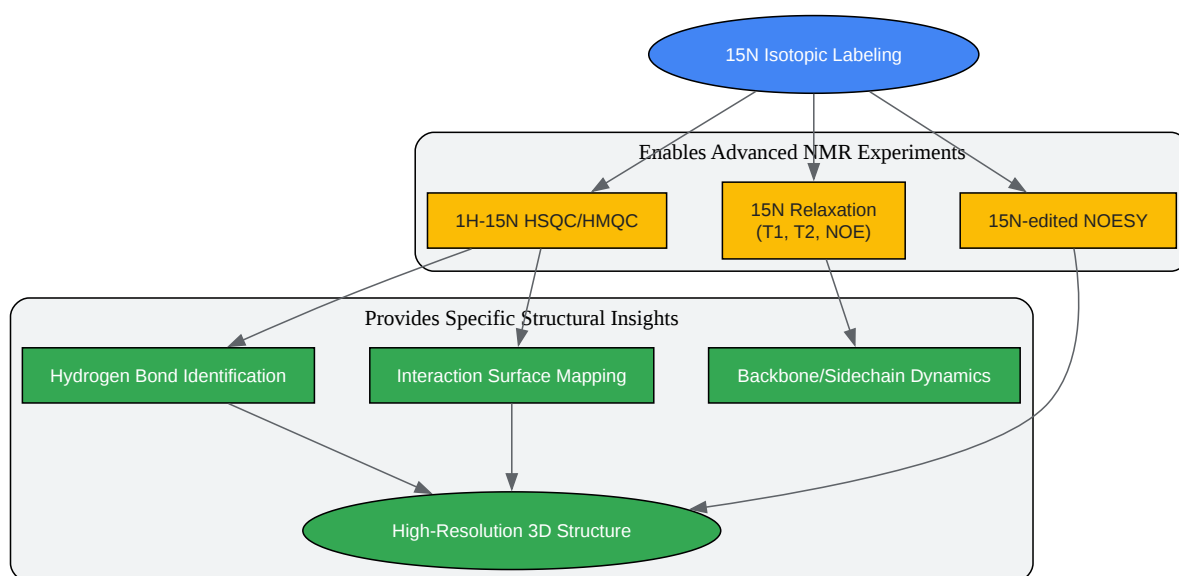 15N Isotopic Labeling
Enables Advanced NMR Experiments
1H-15N HSQC/HMQC
15N Relaxation
(T1, T2, NOE)
15N-edited NOESY
Provides Specific Structural Insights
Hydrogen Bond Identification
Interaction Surface Mapping
Backbone/Sidechain Dynamics
High-Resolution 3D Structure